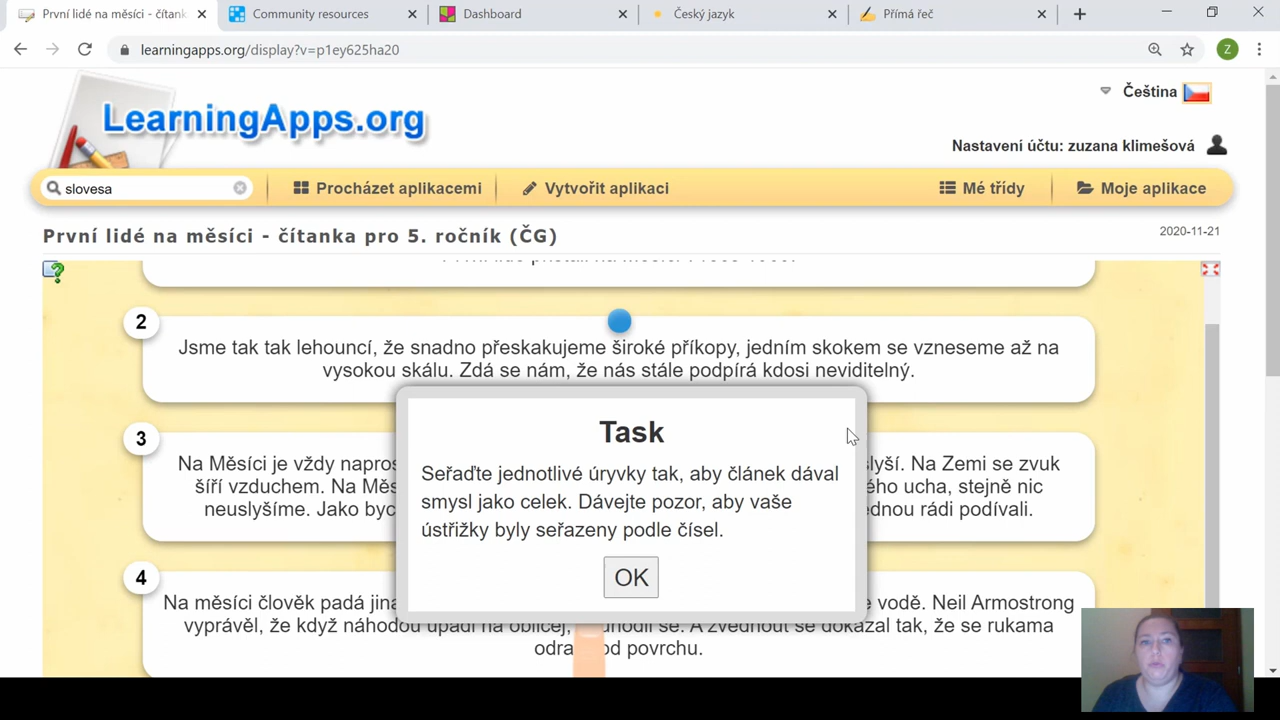 První lidé na měsíci - čítank
Community resources
Dashboard
Český jazyk
Přímá řeč
learningapps.org/display?v=p1ey625ha20
Z
LearningApps.org
Čeština
Nastavení účtu: zuzana klimešová
slovesa
Procházet aplikacemi
Vytvořit aplikaci
Mé třídy
Moje aplikace
První lidé na měsíci - čítanka pro 5. ročník (ČG)
2020-11-21
2
Jsme tak tak lehouncí, že snadno přeskakujeme široké příkopy, jedním skokem se vzneseme až na
vysokou skálu. Zdá se nám, že nás stále podpírá kdosi neviditelný.
3
Na Měsíci je vždy napros
slyší. Na Zemi se zvuk
šíří vzduchem. Na Měs
ého ucha, stejně nic
neuslyšíme. Jako byc
ednou rádi podívali.
Task
Seřaďte jednotlivé úryvky tak, aby článek dával
smysl jako celek. Dávejte pozor, aby vaše
ústřižky byly seřazeny podle čísel.
OK
4
Na měsíci člověk padá jina
e vodě. Neil Armostrong
vyprávěl, že když náhodou upadl na obličej,
se. A zvednout se dokázal tak, že se rukama
odra
od povrchu.